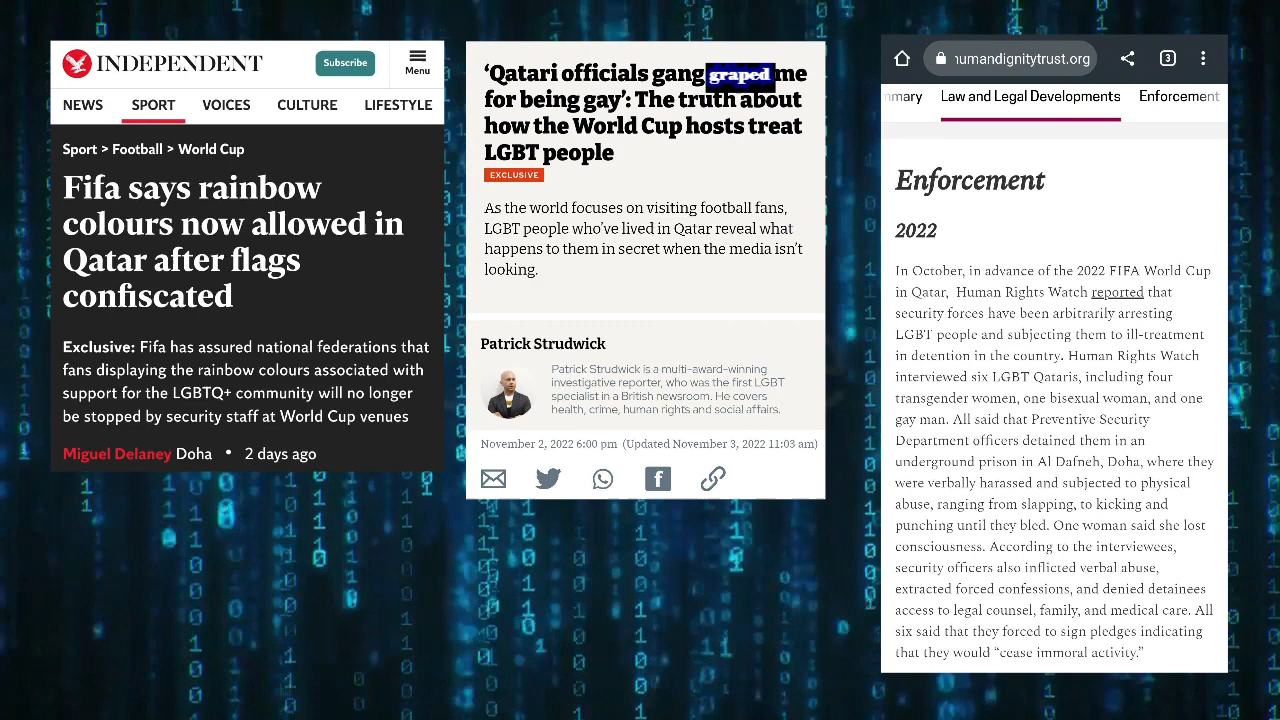 INDEPENDENT
Subscribe
Menu
NEWS SPORT VOICES CULTURE LIFESTYLE
Sport > Football > World Cup
Fifa says rainbow
colours now allowed in
Qatar after flags
confiscated
Exclusive: Fifa has assured national federations that
fans displaying the rainbow colours associated with
support for the LGBTQ+ community will no longer
be stopped by security staff at World Cup venues
Miguel Delaney Doha • 2 days ago
‘Qatari officials gang graped me
for being gay’: The truth about
how the World Cup hosts treat
LGBT people
EXCLUSIVE
As the world focuses on visiting football fans,
LGBT people who’ve lived in Qatar reveal what
happens to them in secret when the media isn’t
looking.
Patrick Strudwick
Patrick Strudwick is a multi-award-winning
investigative reporter, who was the first LGBT
specialist in a British newsroom. He covers
health, crime, human rights and social affairs.
November 2, 2022 6:00 pm (Updated November 3, 2022 11:03 am)
umandignitytrust.org
3
mmary Law and Legal Developments Enforcement
Enforcement
2022
In October, in advance of the 2022 FIFA World Cup
in Qatar, Human Rights Watch reported that
security forces have been arbitrarily arresting
LGBT people and subjecting them to ill-treatment
in detention in the country. Human Rights Watch
interviewed six LGBT Qataris, including four
transgender women, one bisexual woman, and one
gay man. All said that Preventive Security
Department officers detained them in an
underground prison in Al Dafneh, Doha, where they
were verbally harassed and subjected to physical
abuse, ranging from slapping, to kicking and
punching until they bled. One woman said she lost
consciousness. According to the interviewees,
security officers also inflicted verbal abuse,
extracted forced confessions, and denied detainees
access to legal counsel, family, and medical care. All
six said that they forced to sign pledges indicating
that they would “cease immoral activity.”